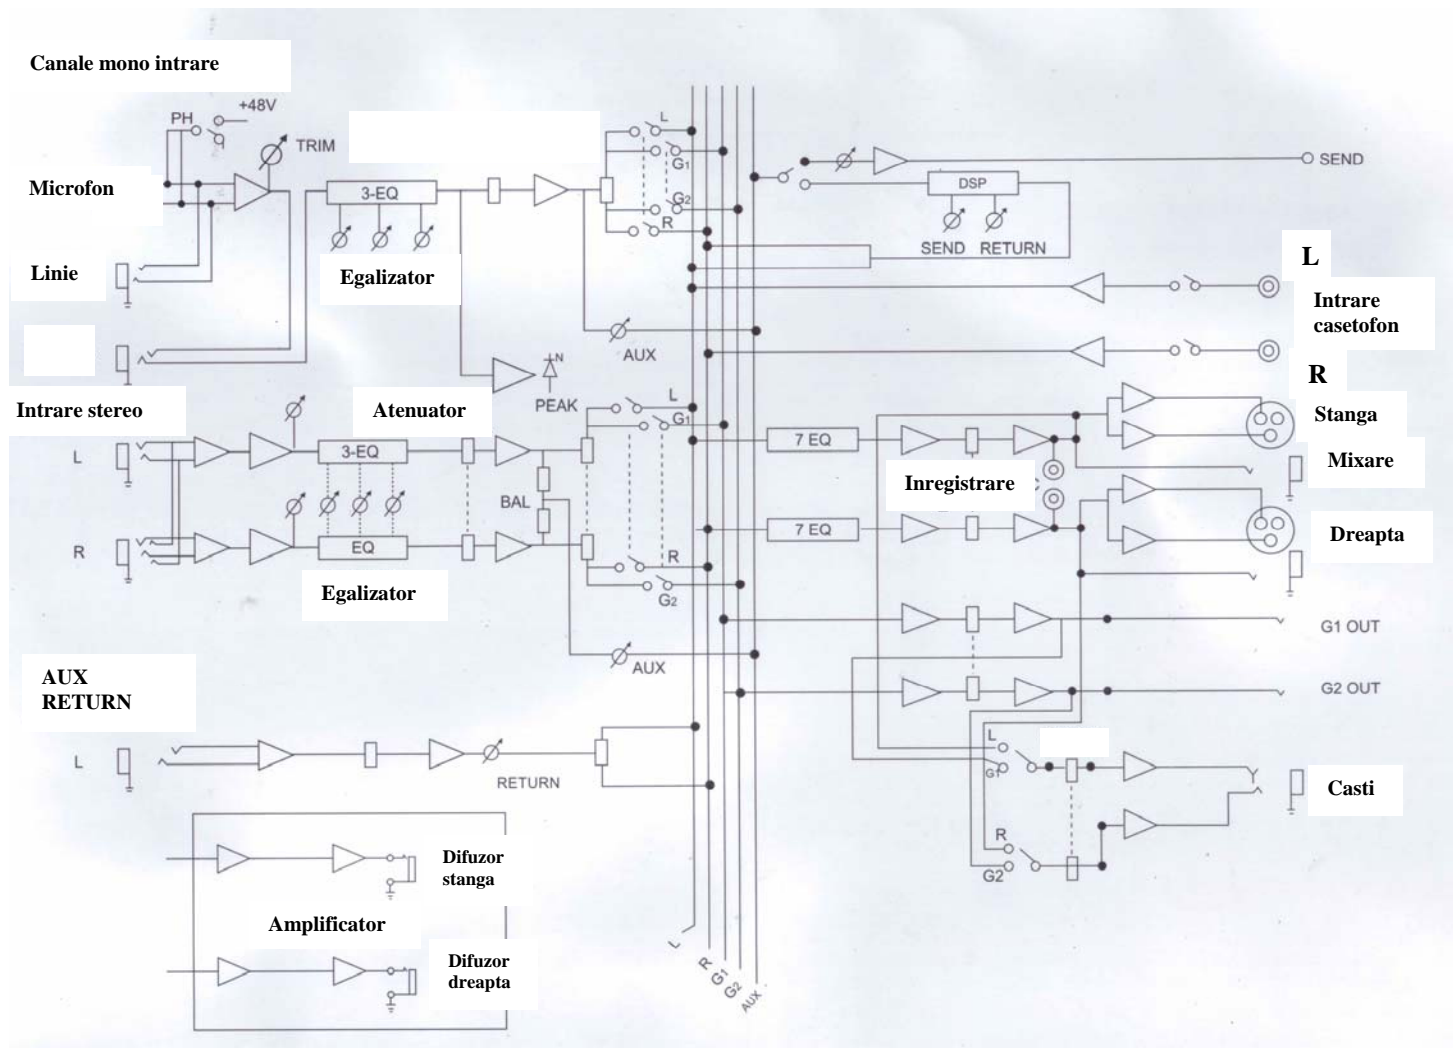 Canale mono intrare
+48V
PH
TRIM
L
G1
G2
R
SEND
Microfon
3-EQ
DSP
SEND RETURN
Linie
Egalizator
L
Intrare
casetofon
AUX
N
PEAK
R
Intrare stereo
Atenuator
L
G1
Stanga
L
3-EQ
7 EQ
Mixare
Inregistrare
BAL
7 EQ
Dreapta
R
EQ
R
G2
Egalizator
G1 OUT
AUX
AUX
RETURN
G2 OUT
L
G1
L
RETURN
Casti
R
G2
Difuzor
stanga
Amplificator
Difuzor
dreapta
L
R
G1
G2
AUX